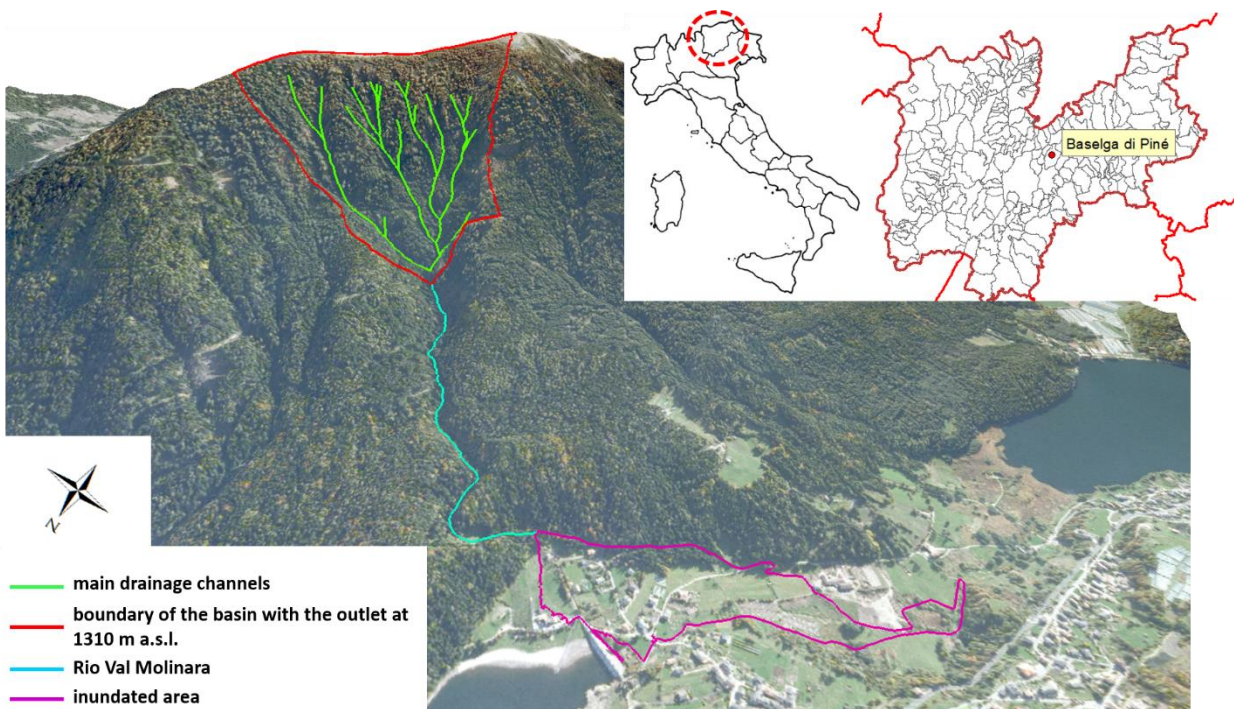 Baselga di Piné
N
main drainage channels
boundary of the basin with the outlet at
1310 m a.s.l.
Rio Val Molinara
inundated area